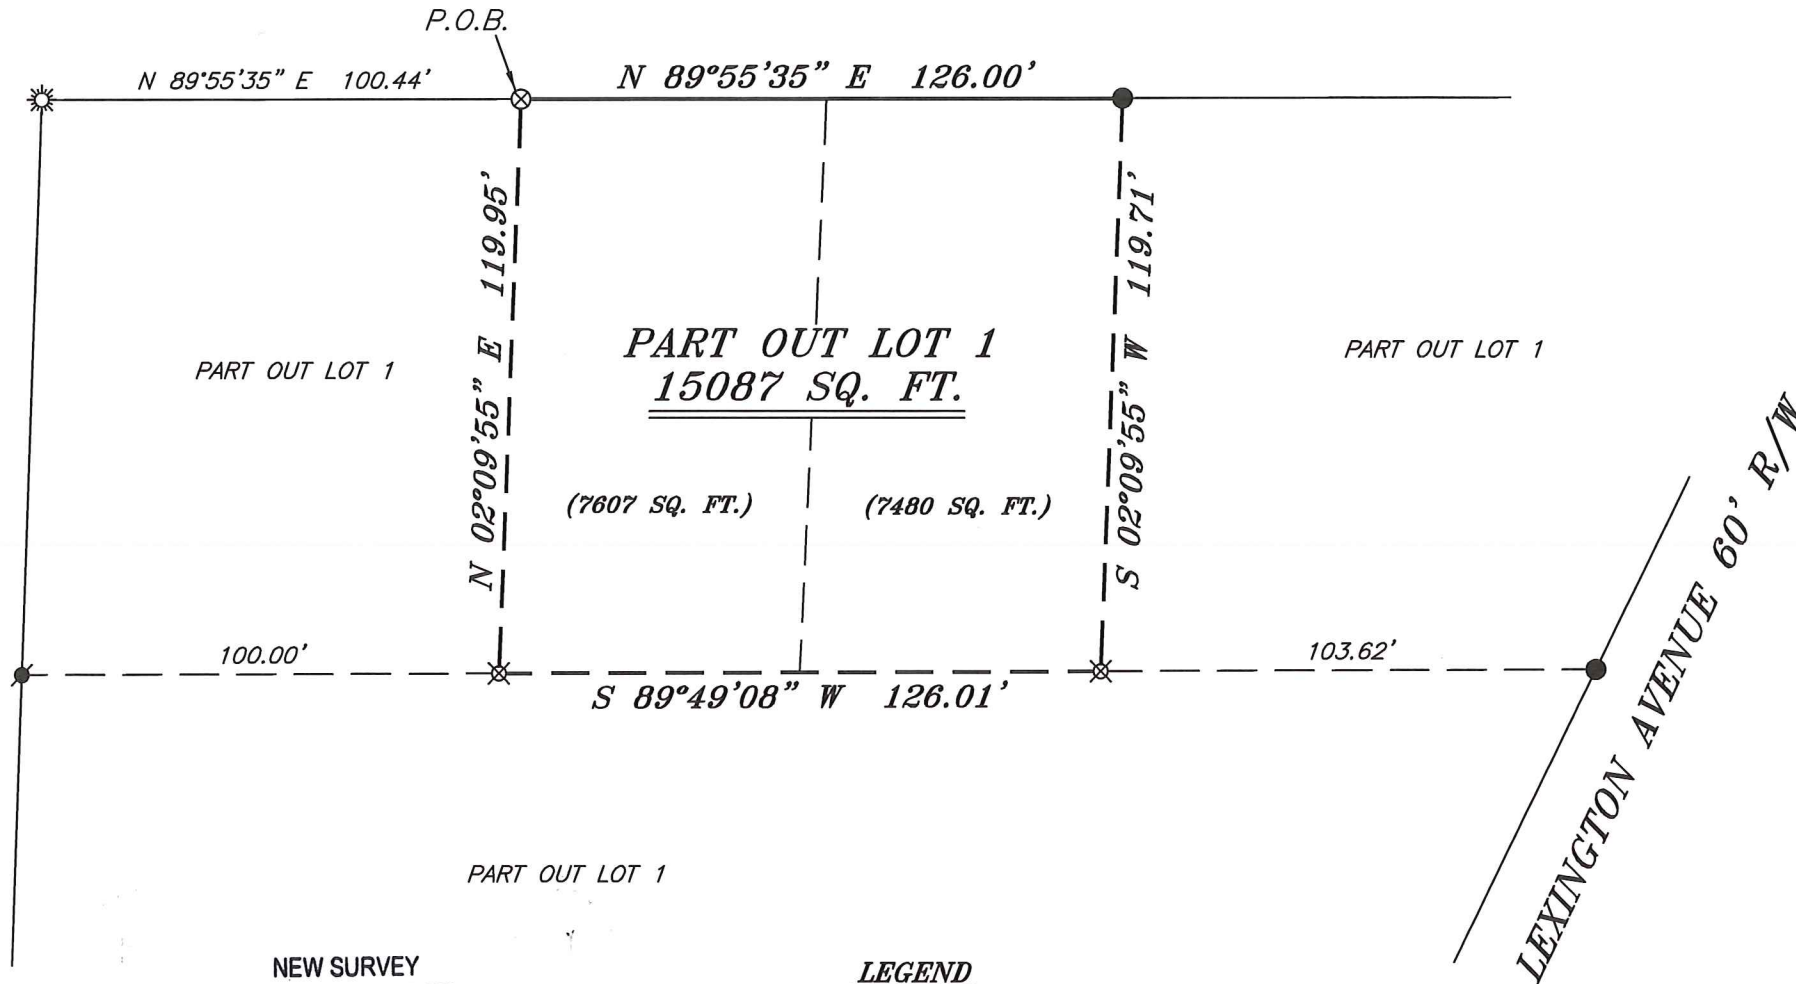 P.O.B.
N 89°55'35" E 100.44'
N 89°55'35" E 126.00'
N 02°09'55" E 119.95'
S 02°09'55" W 119.71'
PART OUT LOT 1
15087 SQ. FT.
PART OUT LOT 1
PART OUT LOT 1
(7607 SQ. FT.)
(7480 SQ. FT.)
100.00'
S 89°49'08" W 126.01'
103.62'
LEXINGTON AVENUE 60' R/W
PART OUT LOT 1
NEW SURVEY
LEGEND